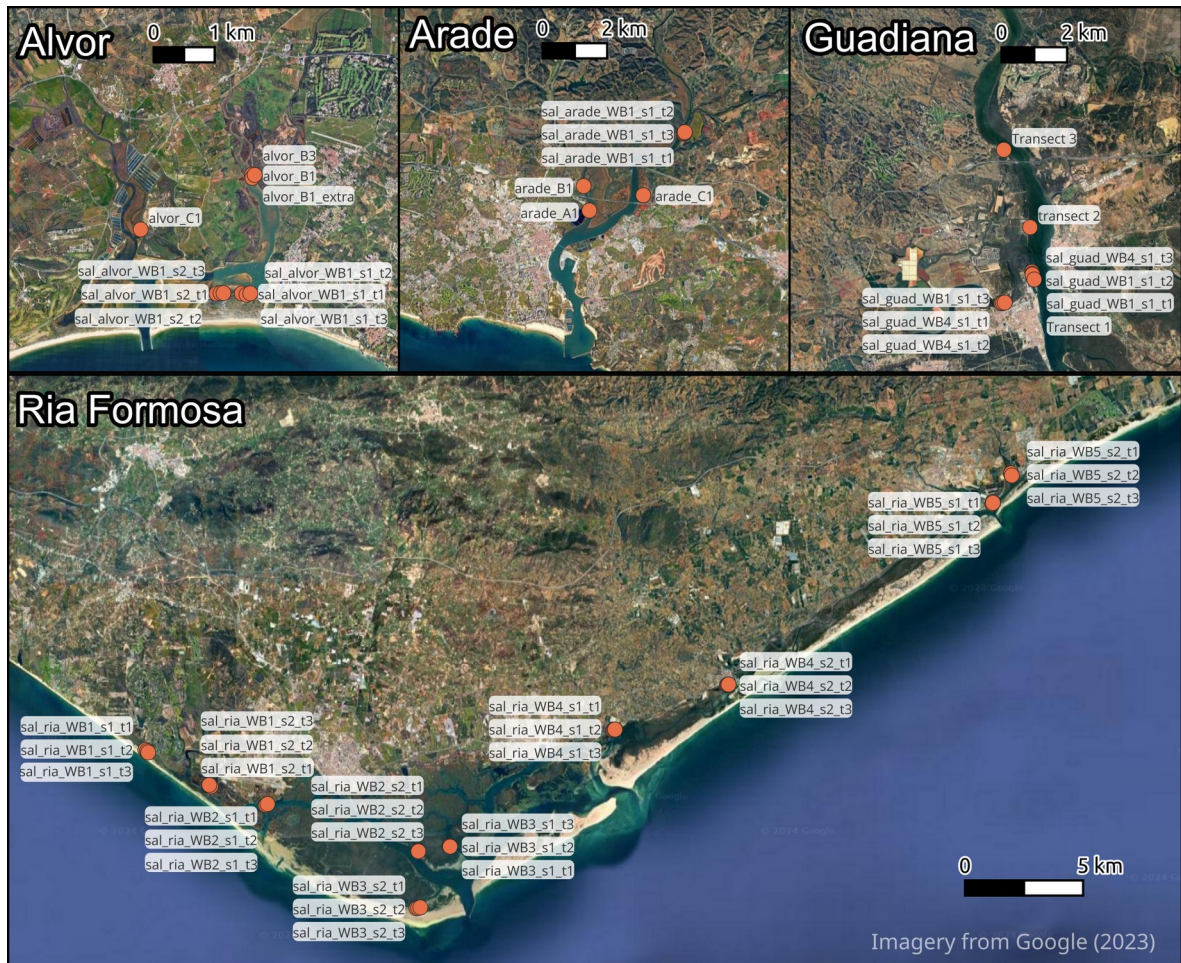 Alvor
0 1 km
alvor_B3
alvor_B1
alvor_B1_extra
alvor_C1
sal_alvor_WB1_s2_t3
sal_alvor_WB1_s2_t1
sal_alvor_WB1_s2_t2
sal_alvor_WB1_s1_t2
sal_alvor_WB1_s1_t1
sal_alvor_WB1_s1_t3
Arade
0 2 km
sal_arade_WB1_s1_t2
sal_arade_WB1_s1_t3
sal_arade_WB1_s1_t1
arade_B1
arade_A1
arade_C1
Guadiana
0 2 km
Transect 3
transect 2
sal_guad_WB4_s1_t3
sal_guad_WB1_s1_t2
sal_guad_WB1_s1_t1
Transect 1
sal_guad_WB1_s1_t3
sal_guad_WB4_s1_t1
sal_guad_WB4_s1_t2
Ria Formosa
sal_ria_WB5_s2_t1
sal_ria_WB5_s2_t2
sal_ria_WB5_s2_t3
sal_ria_WB5_s1_t1
sal_ria_WB5_s1_t2
sal_ria_WB5_s1_t3
sal_ria_WB4_s2_t1
sal_ria_WB4_s2_t2
sal_ria_WB4_s2_t3
sal_ria_WB4_s1_t1
sal_ria_WB4_s1_t2
sal_ria_WB4_s1_t3
sal_ria_WB1_s1_t1
sal_ria_WB1_s1_t2
sal_ria_WB1_s1_t3
sal_ria_WB1_s2_t3
sal_ria_WB1_s2_t2
sal_ria_WB1_s2_t1
sal_ria_WB2_s1_t1
sal_ria_WB2_s1_t2
sal_ria_WB2_s1_t3
sal_ria_WB2_s2_t1
sal_ria_WB2_s2_t2
sal_ria_WB2_s2_t3
sal_ria_WB3_s1_t3
sal_ria_WB3_s1_t2
sal_ria_WB3_s1_t1
sal_ria_WB3_s2_t1
sal_ria_WB3_s2_t2
sal_ria_WB3_s2_t3
0 5 km
Imagery from Google (2023)